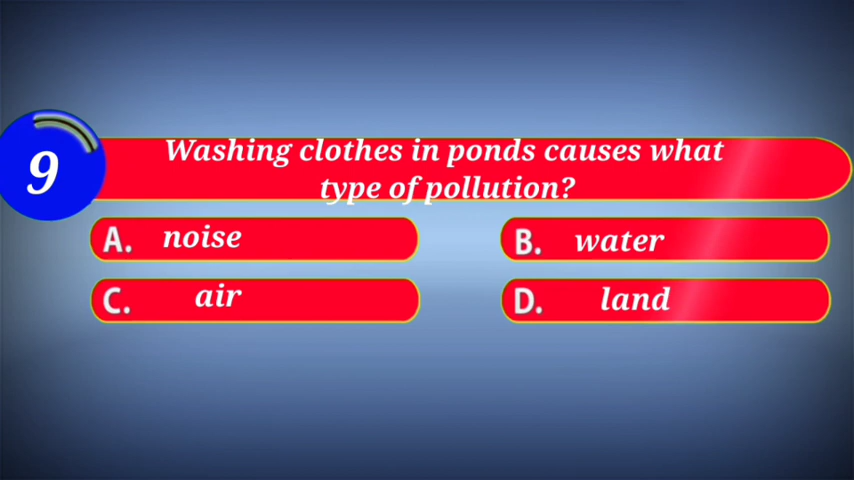 9
Washing clothes in ponds causes what
type of pollution?
A. noise
B. water
C. air
D. land